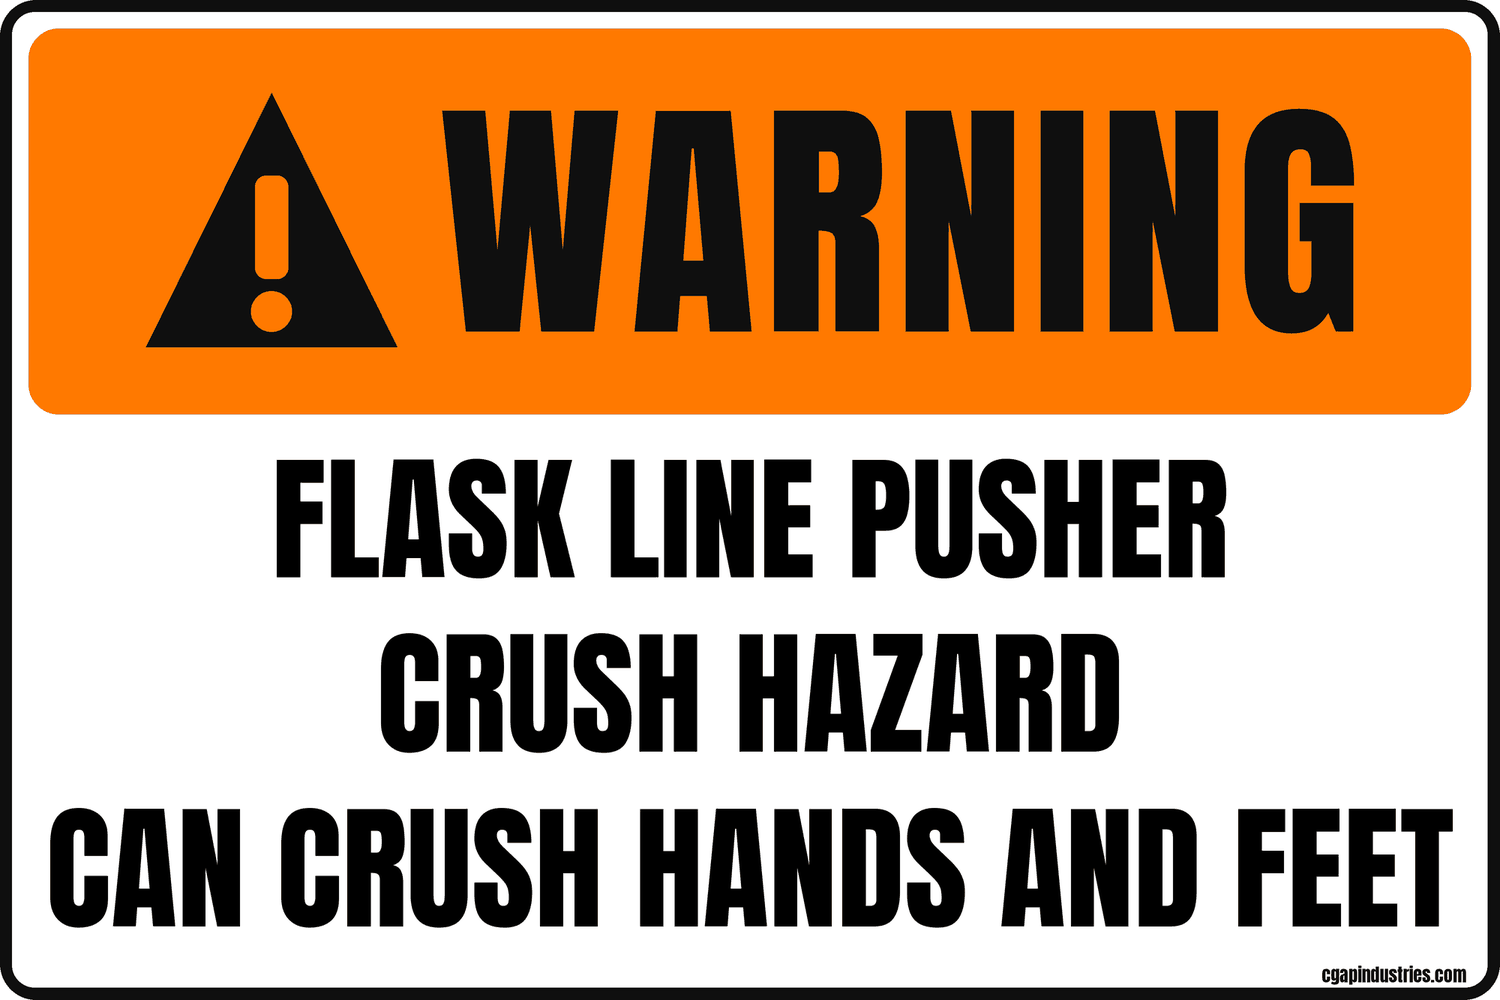 WARNING
FLASK LINE PUSHER
CRUSH HAZARD
CAN CRUSH HANDS AND FEET
cgapindustries.com